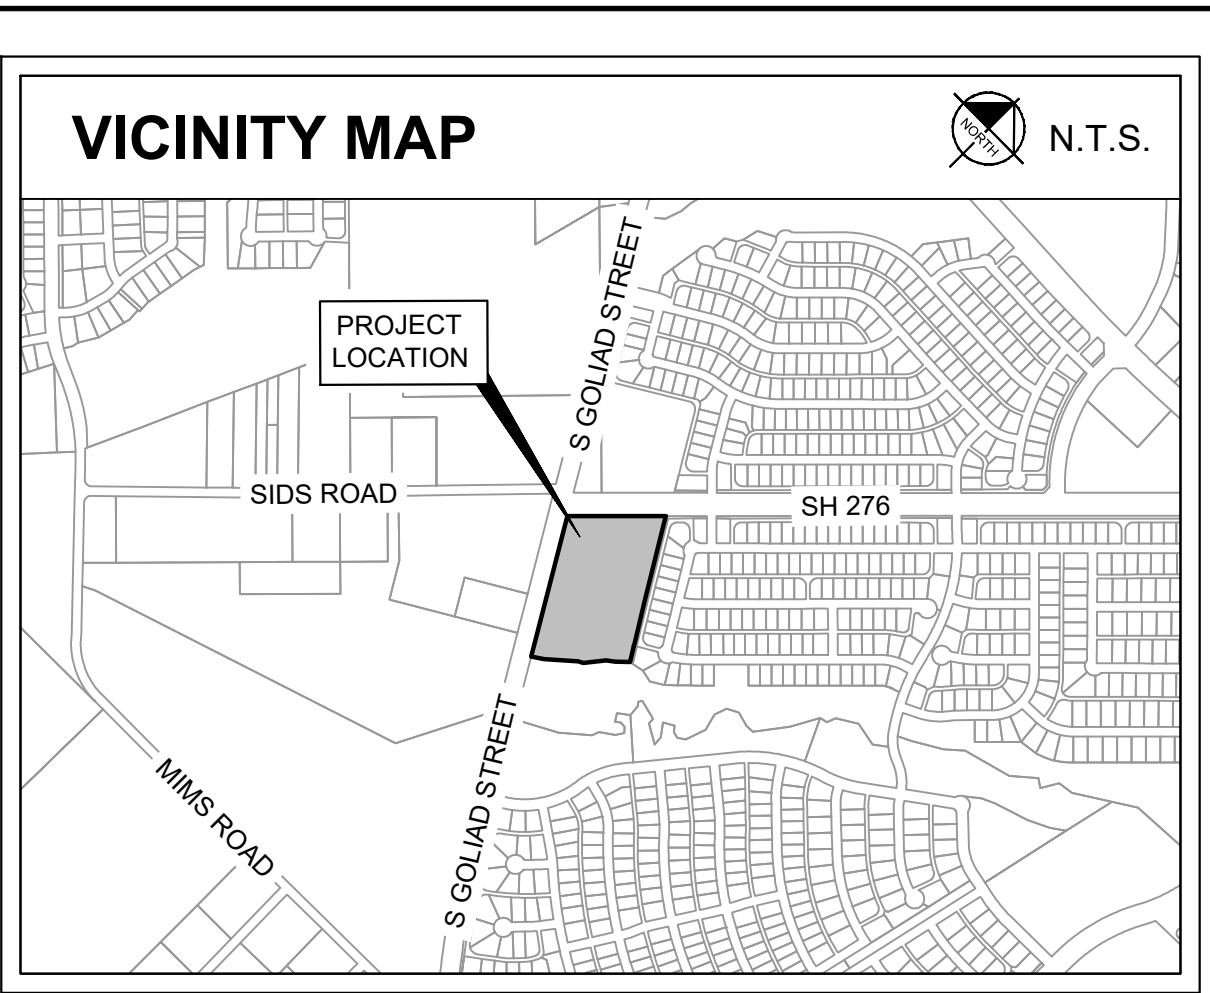 VICINITY MAP
NORTH
N.T.S.
S GOLIAD STREET
PROJECT
LOCATION
SIDS ROAD
SH 276
S GOLIAD STREET
MIMS ROAD